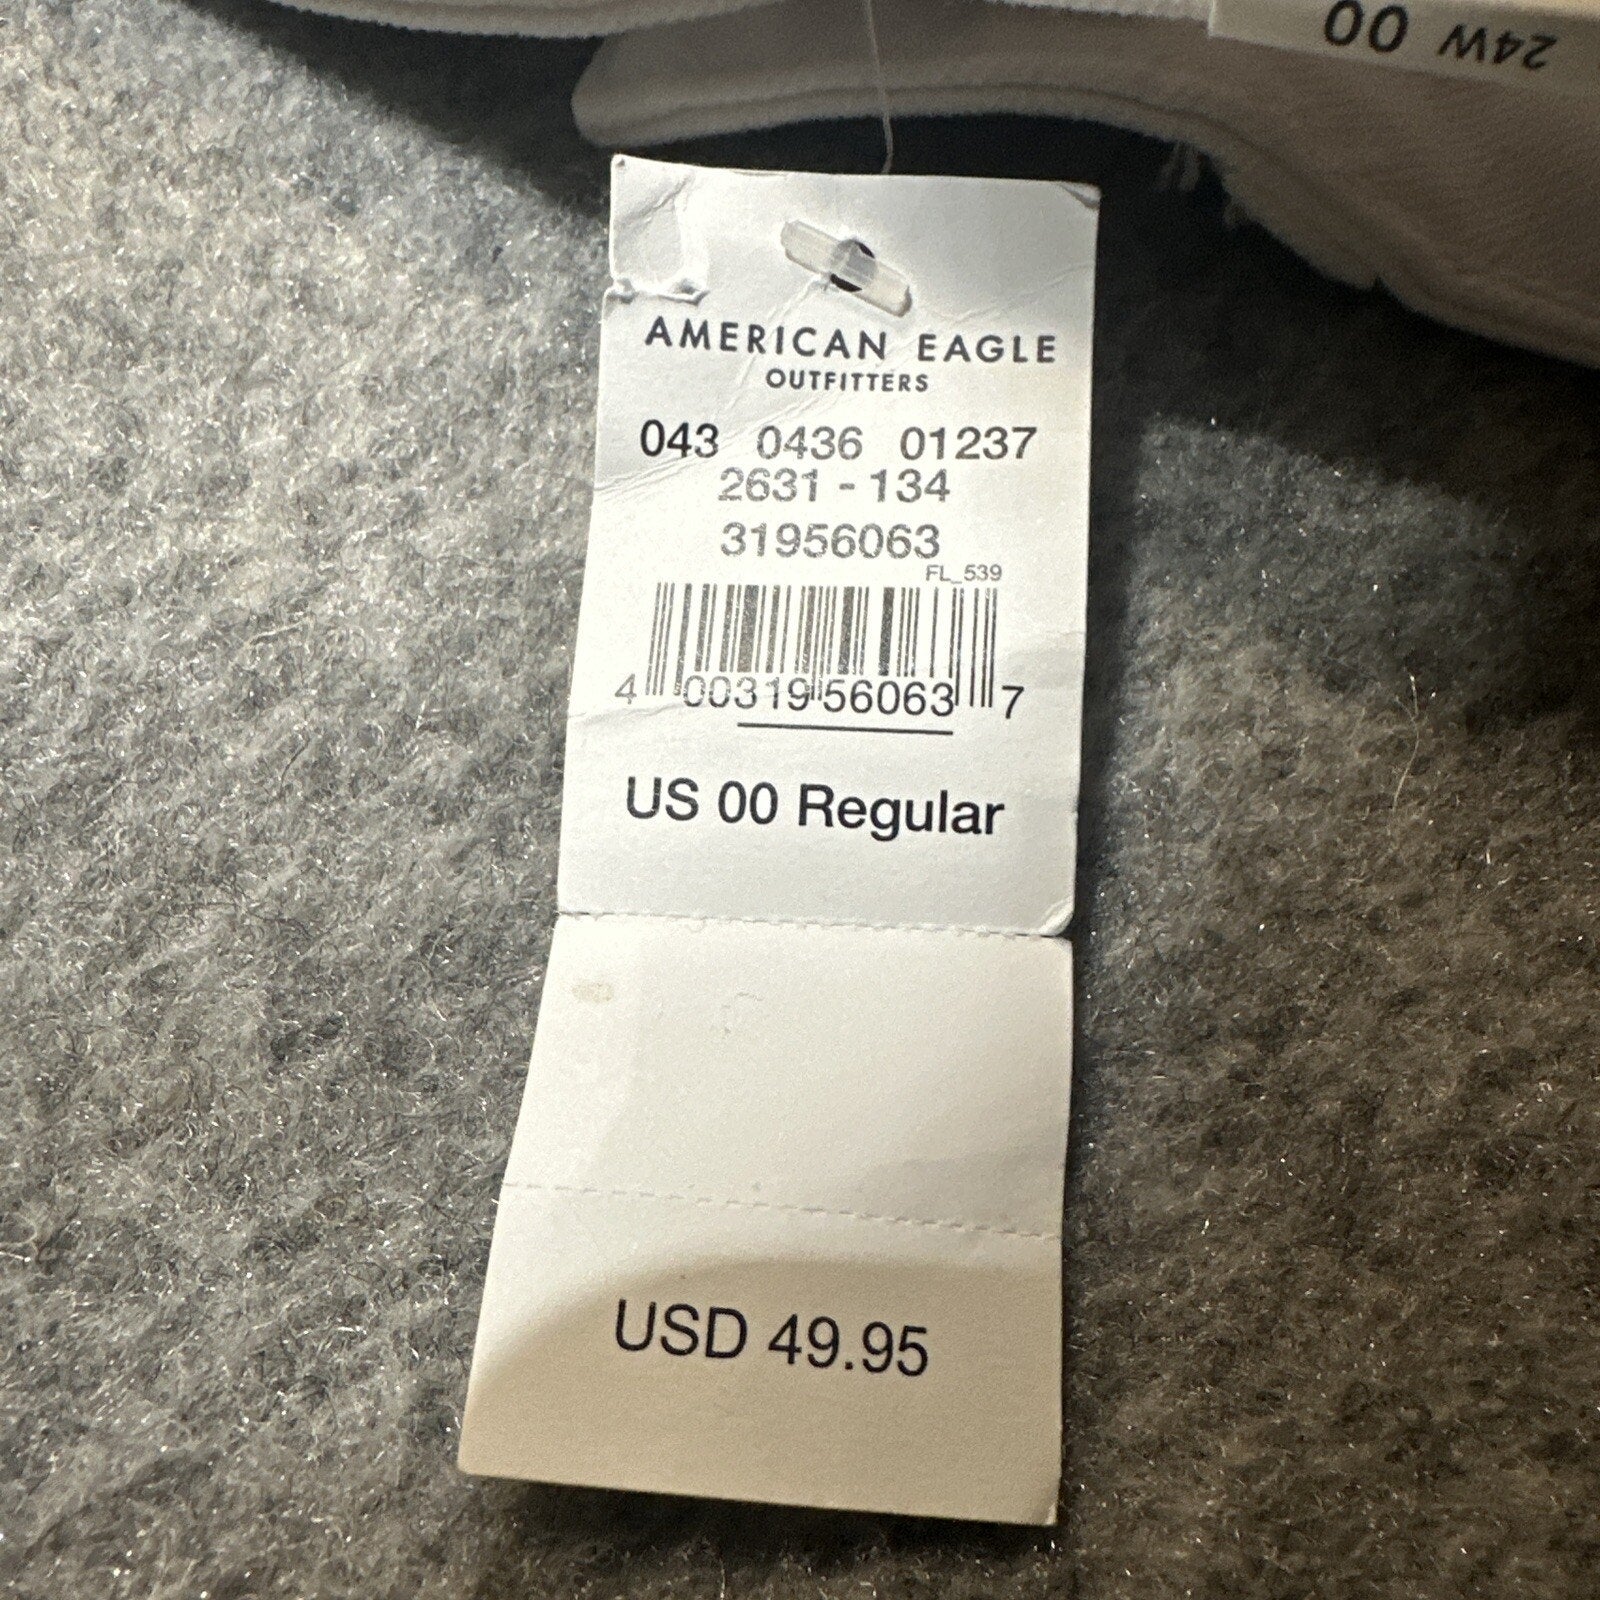 00 24W
AMERICAN EAGLE
OUTFITTERS
043 0436 01237
2631 - 134
31956063
FL_539
4 00319 56063 7
US 00 Regular
USD 49.95